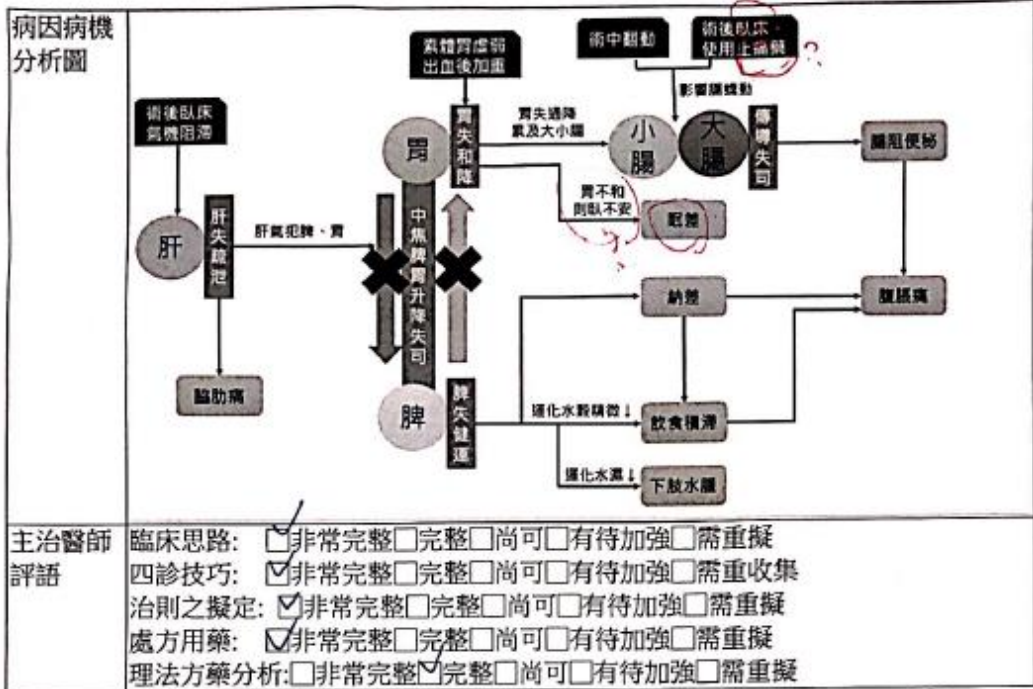 病因病機
分析圖
術後臥床
氣機阻滯
素體胃虛弱
出血後加重
術中翻動
術後臥床、
使用止痛藥
?
影響腸蠕動
胃
胃失和降
胃失通降
累及大小腸
小腸
大腸
傳導失司
腸阻便秘
胃不和
則臥不安
眠差
肝
肝失疏泄
肝氣犯脾、胃
中焦脾胃升降失司
納差
腹脹痛
脇肋痛
脾
脾失健運
運化水穀精微↓
飲食積滯
運化水濕↓
下肢水腫
主治醫師
評語
臨床思路: ☑非常完整□完整□尚可□有待加強□需重擬
四診技巧: ☑非常完整□完整□尚可□有待加強□需重收集
治則之擬定: ☑非常完整□完整□尚可□有待加強□需重擬
處方用藥: ☑非常完整□完整□尚可□有待加強□需重擬
理法方藥分析:□非常完整☑完整□尚可□有待加強□需重擬